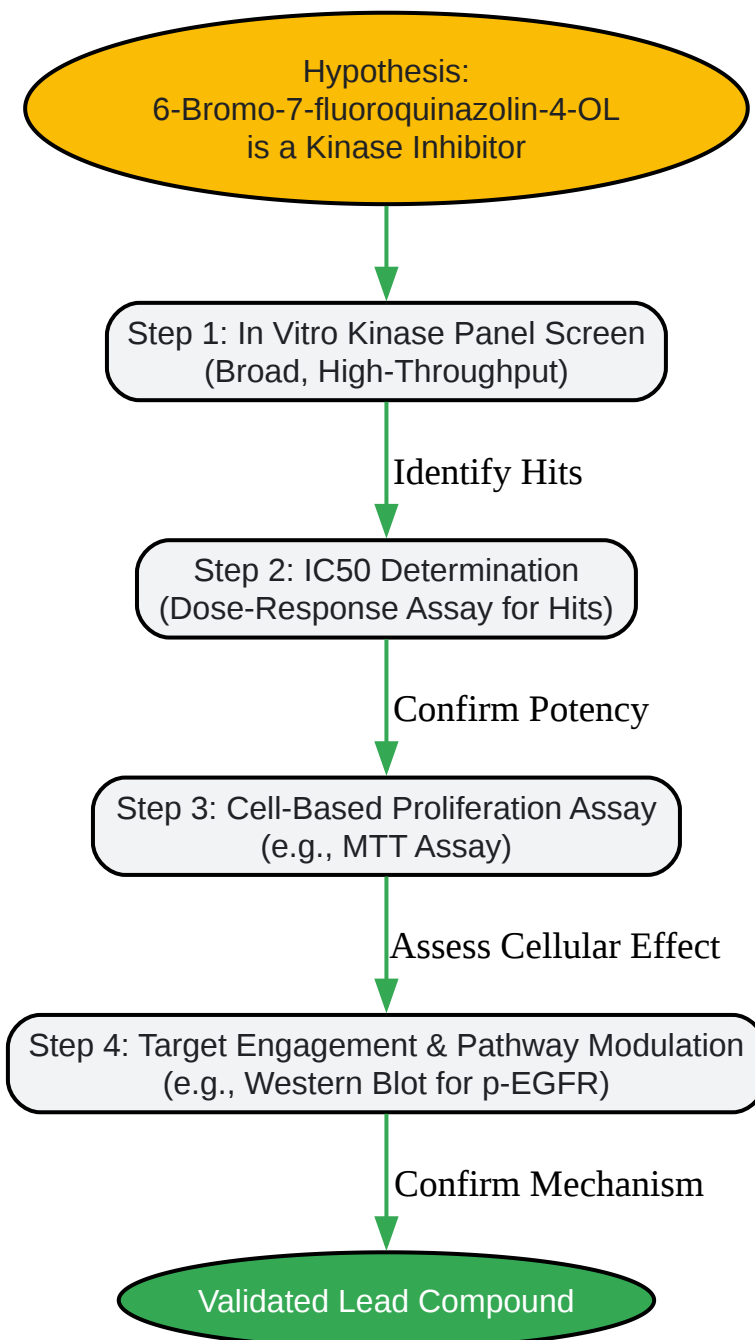 Hypothesis:
6-Bromo-7-fluoroquinazolin-4-OL
is a Kinase Inhibitor
Step 1: In Vitro Kinase Panel Screen
(Broad, High-Throughput)
Identify Hits
Step 2: IC50 Determination
(Dose-Response Assay for Hits)
Confirm Potency
Step 3: Cell-Based Proliferation Assay
(e.g., MTT Assay)
Assess Cellular Effect
Step 4: Target Engagement & Pathway Modulation
(e.g., Western Blot for p-EGFR)
Confirm Mechanism
Validated Lead Compound